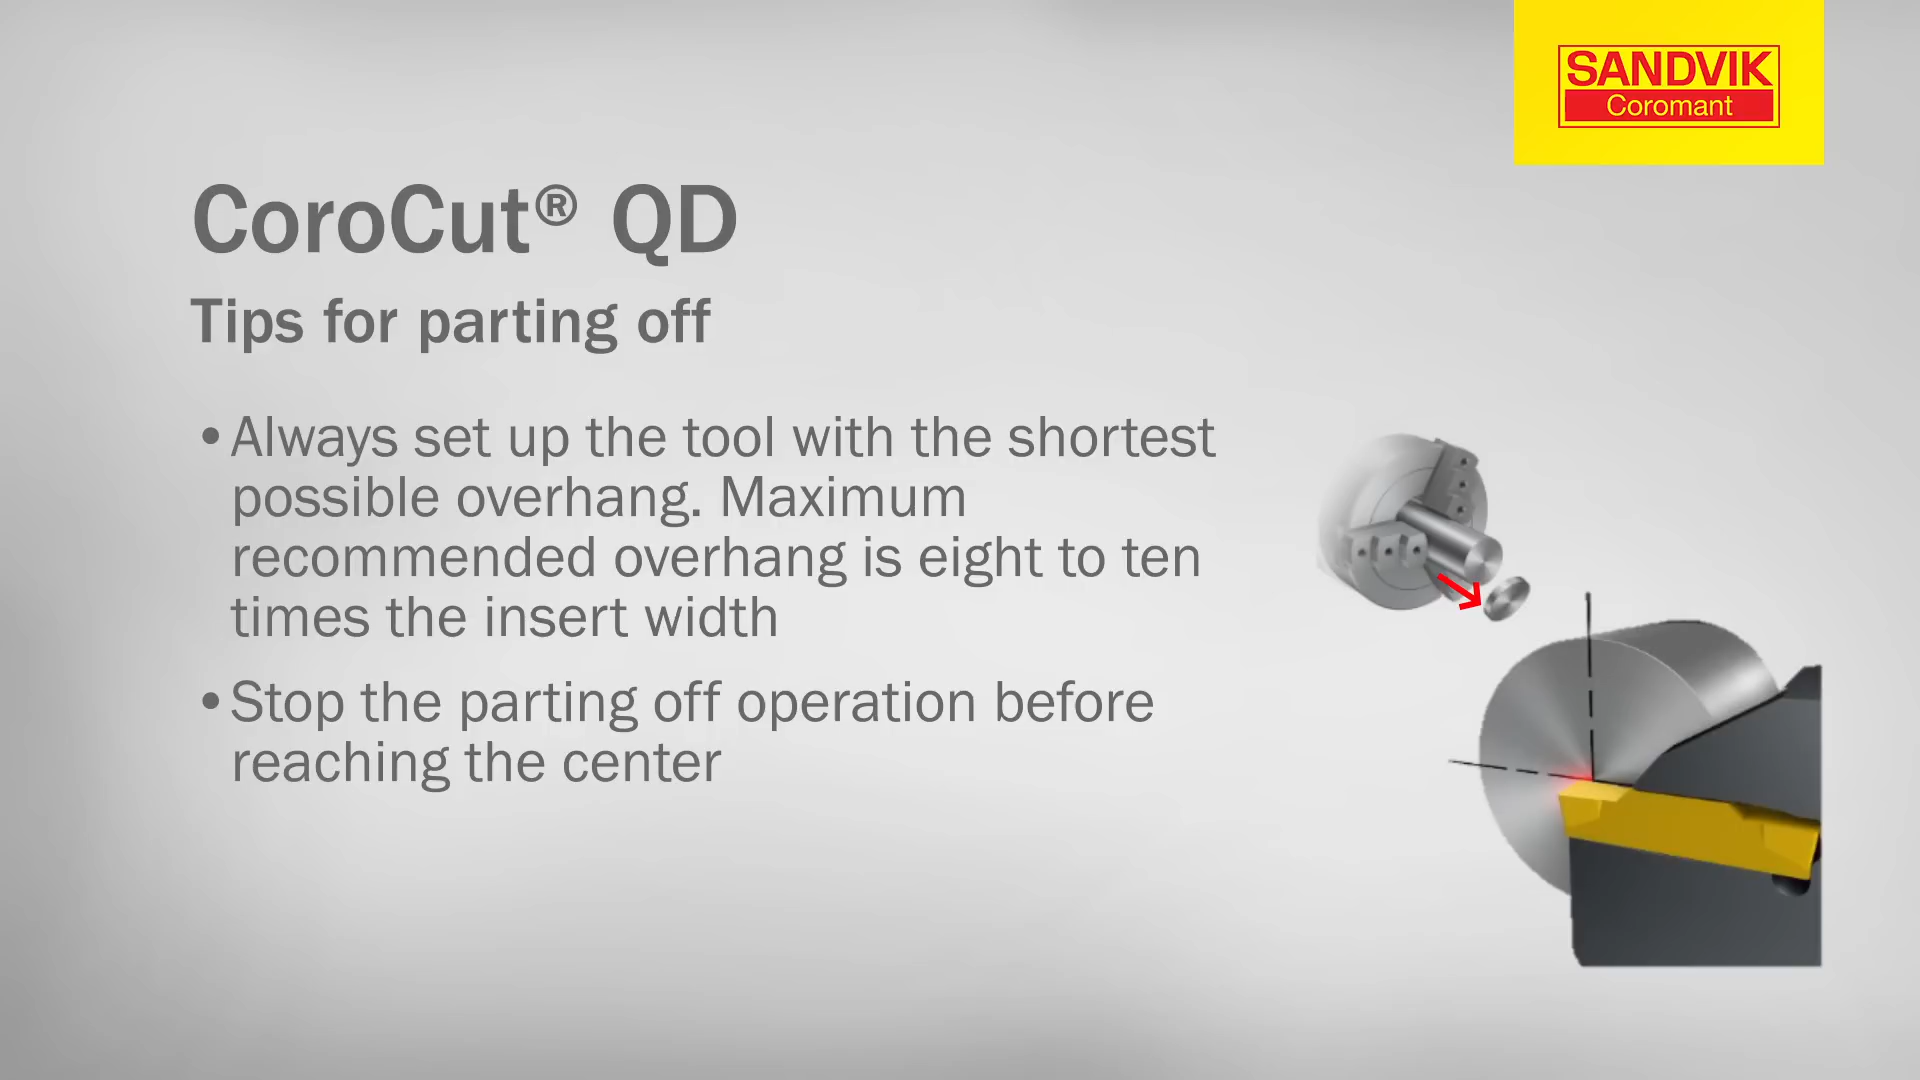 SANDVIK
Coromant
CoroCut® QD
Tips for parting off
•Always set up the tool with the shortest
possible overhang. Maximum
recommended overhang is eight to ten
times the insert width
•Stop the parting off operation before
reaching the center